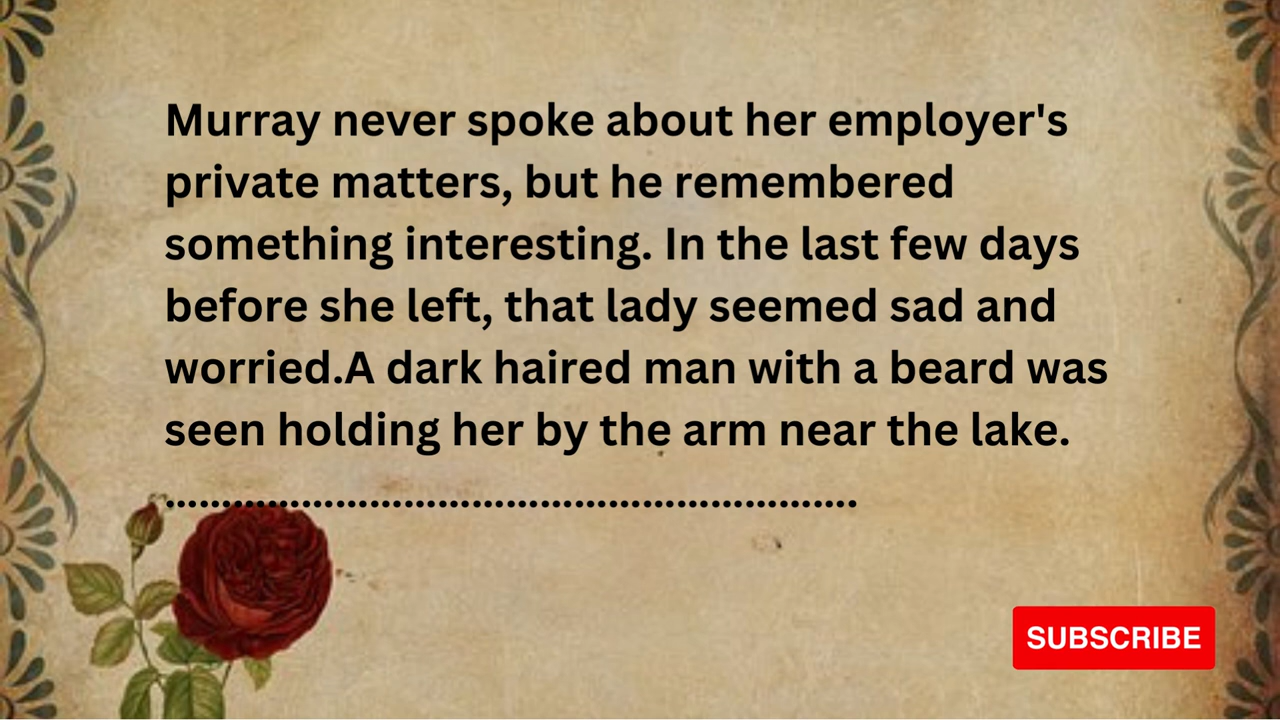 Murray never spoke about her employer's
private matters, but he remembered
something interesting. In the last few days
before she left, that lady seemed sad and
worried.A dark haired man with a beard was
seen holding her by the arm near the lake.
…………………………………………………….
SUBSCRIBE